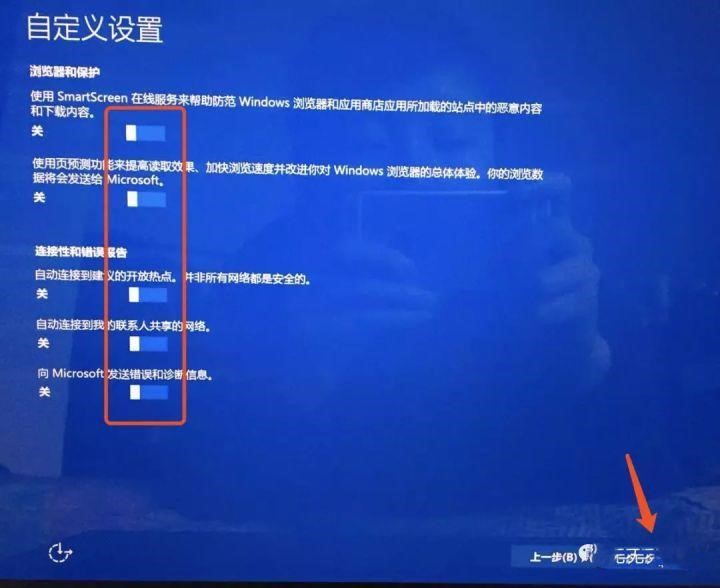 自定义设置
浏览器和保护
使用 SmartScreen 在线服务来帮助防范 Windows 浏览器和应用商店应用所加载的站点中的恶意内容
和下载内容。
关
使用页预测功能来提高读取效果、加快浏览速度并改进你对 Windows 浏览器的总体体验。你的浏览数
据将会发送给 Microsoft。
关
连接性和错误报告
自动连接到建议的开放热点。并非所有网络都是安全的。
关
自动连接到我的联系人共享的网络。
关
向 Microsoft 发送错误和诊断信息。
关
上一步(B)